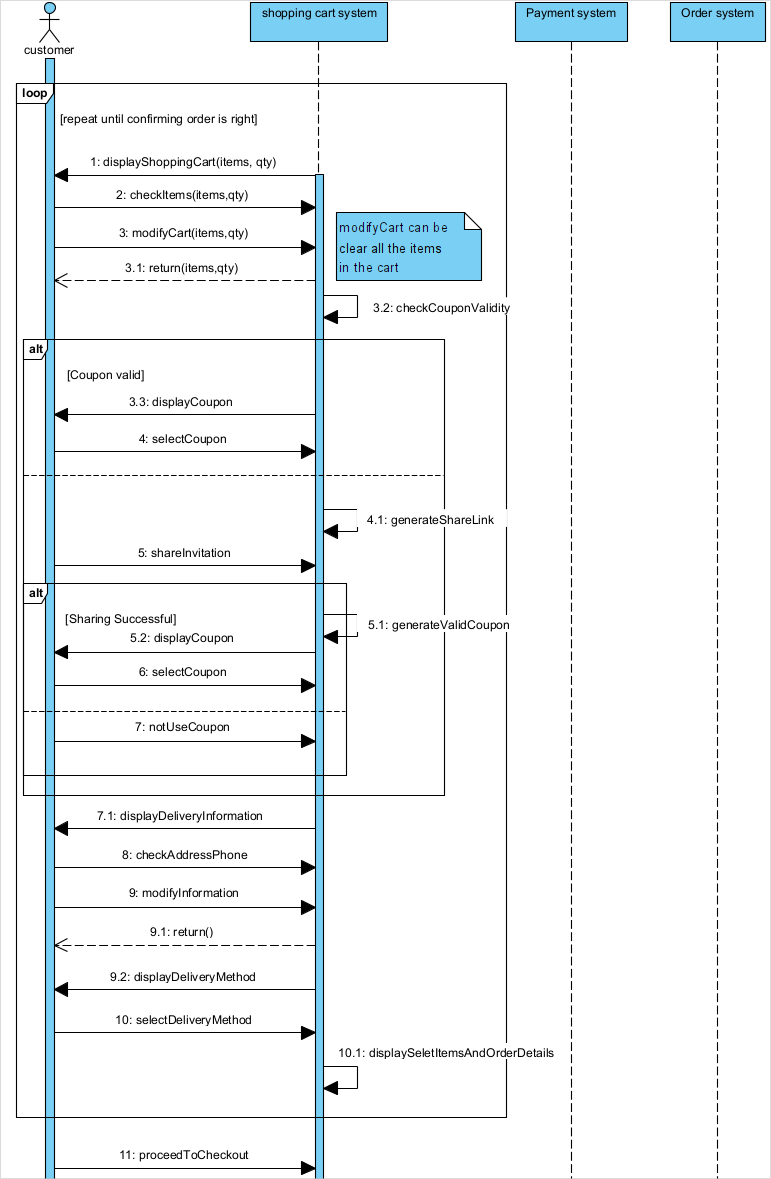 shopping cart system
Payment system
Order system
customer
loop
[repeat until confirming order is right]
1: displayShoppingCart(items, qty)
2: checkItems(items,qty)
3: modifyCart(items,qty)
modifyCart can be
clear all the items
in the cart
3.1: return(items,qty)
3.2: checkCouponValidity
alt
[Coupon valid]
3.3: displayCoupon
4: selectCoupon
4.1: generateShareLink
5: shareInvitation
alt
[Sharing Successful]
5.1: generateValidCoupon
5.2: displayCoupon
6: selectCoupon
7: notUseCoupon
7.1: displayDeliveryInformation
8: checkAddressPhone
9: modifyInformation
9.1: return()
9.2: displayDeliveryMethod
10: selectDeliveryMethod
10.1: displaySeletItemsAndOrderDetails
11: proceedToCheckout